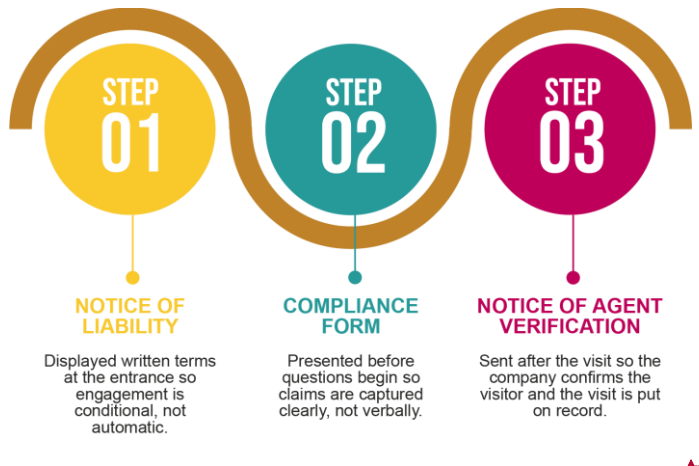 STEP
01
STEP
02
STEP
03
NOTICE OF
LIABILITY
Displayed written terms
at the entrance so
engagement is
conditional, not
automatic.
COMPLIANCE
FORM
Presented before
questions begin so
claims are captured
clearly, not verbally.
NOTICE OF AGENT
VERIFICATION
Sent after the visit so the
company confirms the
visitor and the visit is put
on record.